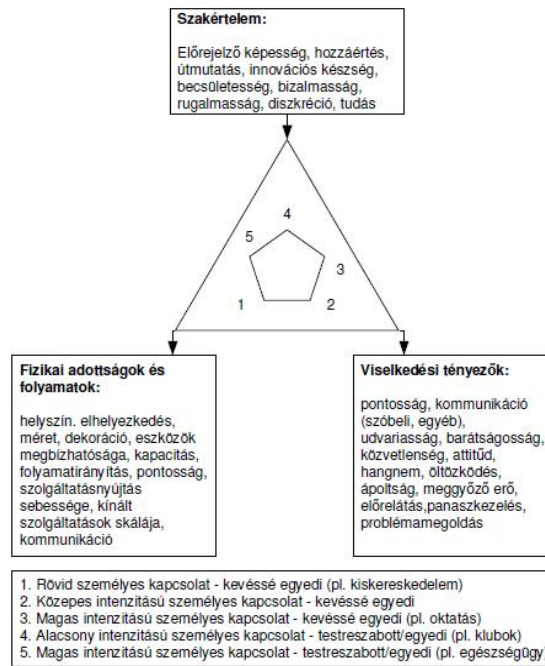 Szakértelem:
Előrejelző képesség, hozzáértés,
útmutatás, innovációs készség,
becsületesség, bizalmasság,
rugalmasság, diszkréció, tudás
4
5
3
1
2
Fizikai adottságok és
folyamatok:
helyszín. elhelyezkedés,
méret, dekoráció, eszközök
megbízhatósága, kapacitás,
folyamatirányítás, pontosság,
szolgáltatásnyújtás
sebessége, kínált
szolgáltatások skálája,
kommunikáció
Viselkedési tényezők:
pontosság, kommunikáció
(szóbeli, egyéb),
udvariasság, barátságosság,
közvetlenség, attitűd,
hangnem, öltözködés,
ápoltság, meggyőző erő,
előrelátás,panaszkezelés,
problémamegoldás
1. Rövid személyes kapcsolat - kevéssé egyedi (pl. kiskereskedelem)
2. Közepes intenzítású személyes kapcsolat - kevéssé egyedi
3. Magas intenzítású személyes kapcsolat - kevéssé egyedi (pl. oktatás)
4. Alacsony intenzítású személyes kapcsolat - testreszabott/egyedi (pl. klubok)
5. Magas intenzítású személyes kapcsolat - testreszabott/egyedi (pl. egészségügy)